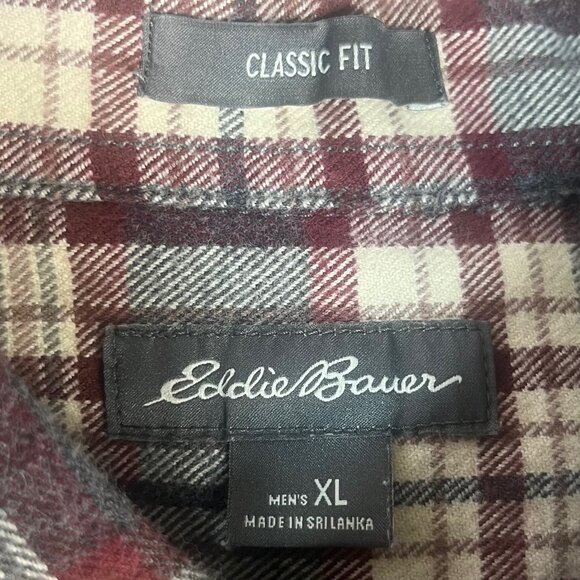 CLASSIC FIT
Eddie Bauer
MEN'S XL
MADE IN SRI LANKA